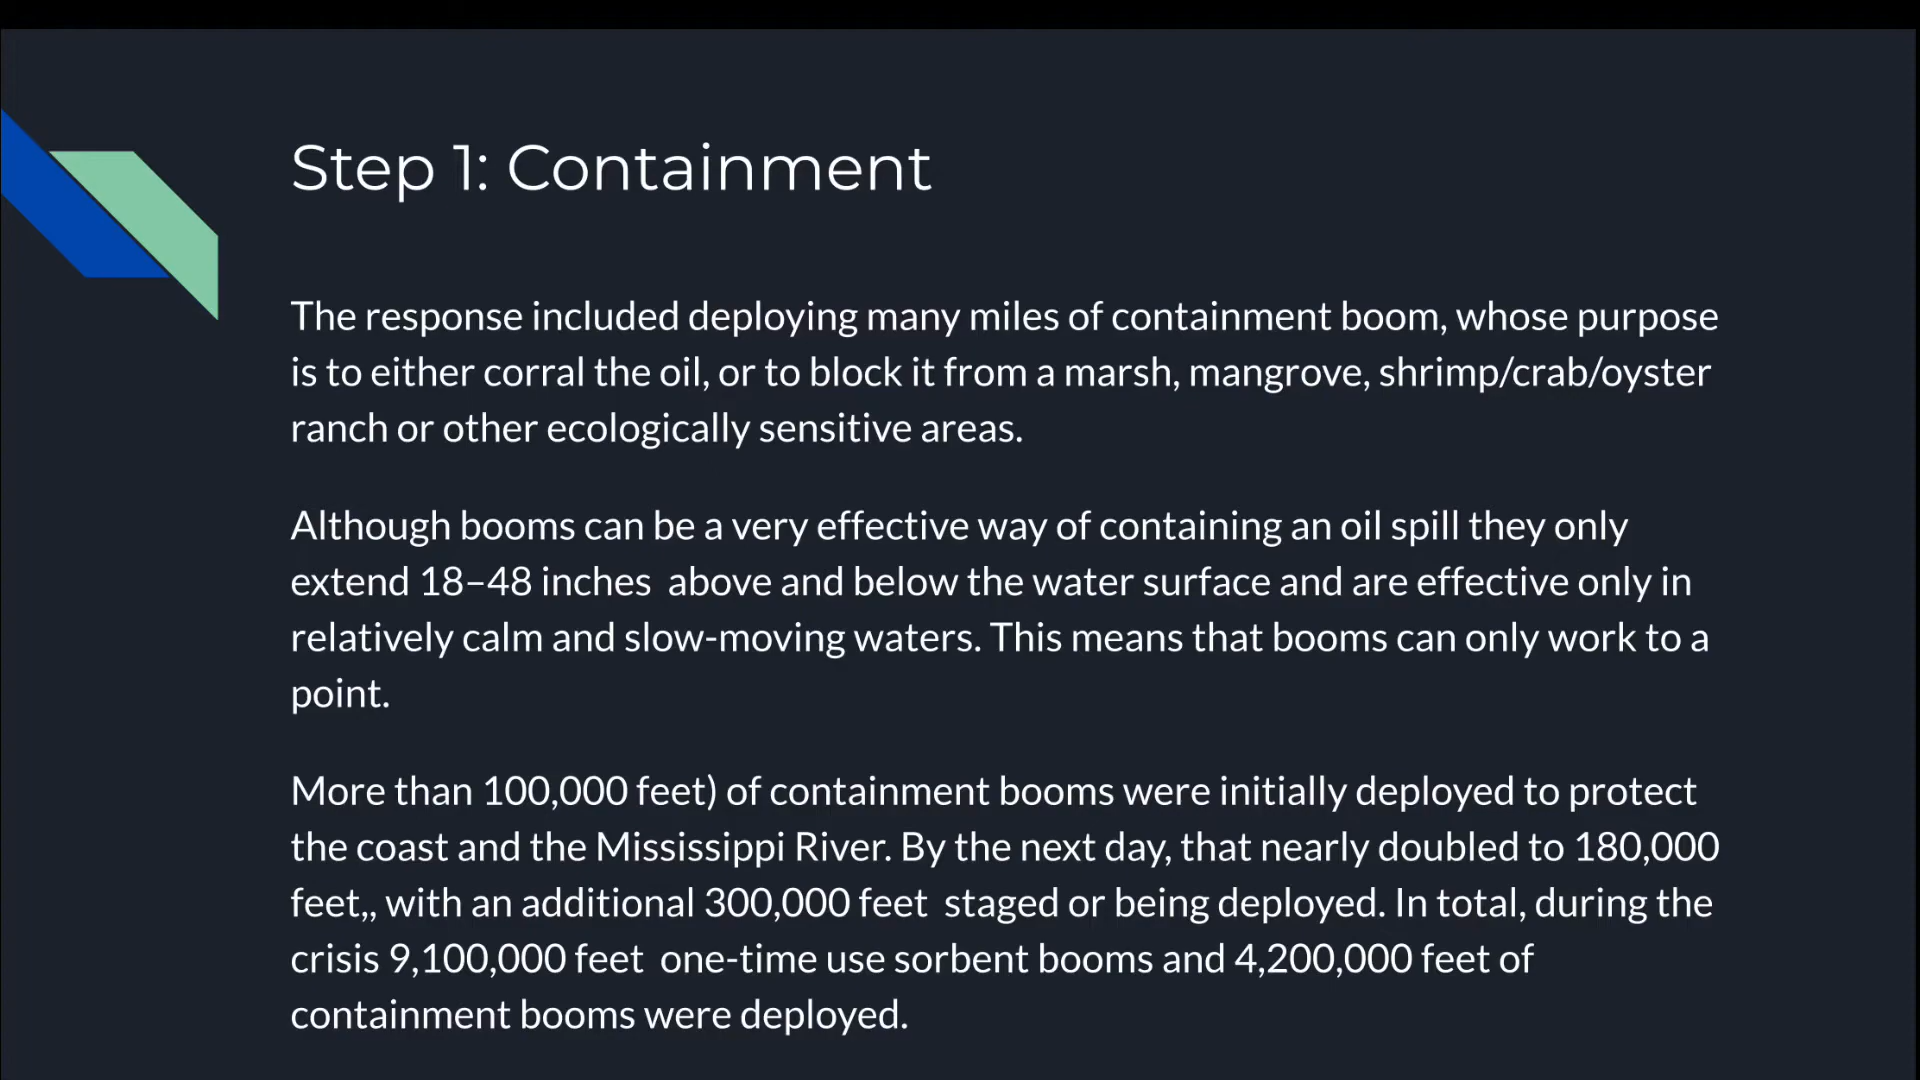 Step 1: Containment
The response included deploying many miles of containment boom, whose purpose
is to either corral the oil, or to block it from a marsh, mangrove, shrimp/crab/oyster
ranch or other ecologically sensitive areas.
Although booms can be a very effective way of containing an oil spill they only
extend 18–48 inches  above and below the water surface and are effective only in
relatively calm and slow-moving waters. This means that booms can only work to a
point.
More than 100,000 feet) of containment booms were initially deployed to protect
the coast and the Mississippi River. By the next day, that nearly doubled to 180,000
feet,, with an additional 300,000 feet  staged or being deployed. In total, during the
crisis 9,100,000 feet  one-time use sorbent booms and 4,200,000 feet of
containment booms were deployed.